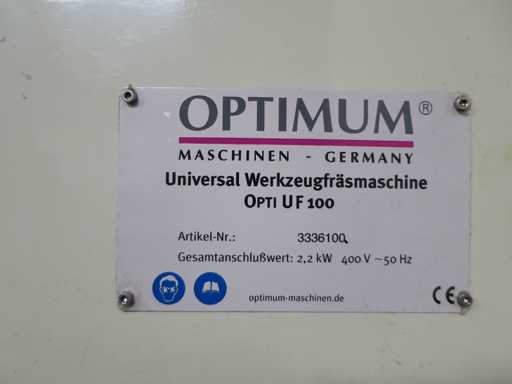 OPTIMUM®
MASCHINEN - GERMANY
Universal Werkzeugfräsmaschine
OPTI UF 100
Artikel-Nr.: 3336100
Gesamtanschlußwert: 2,2 kW 400 V ~50 Hz
optimum-maschinen.de
CE